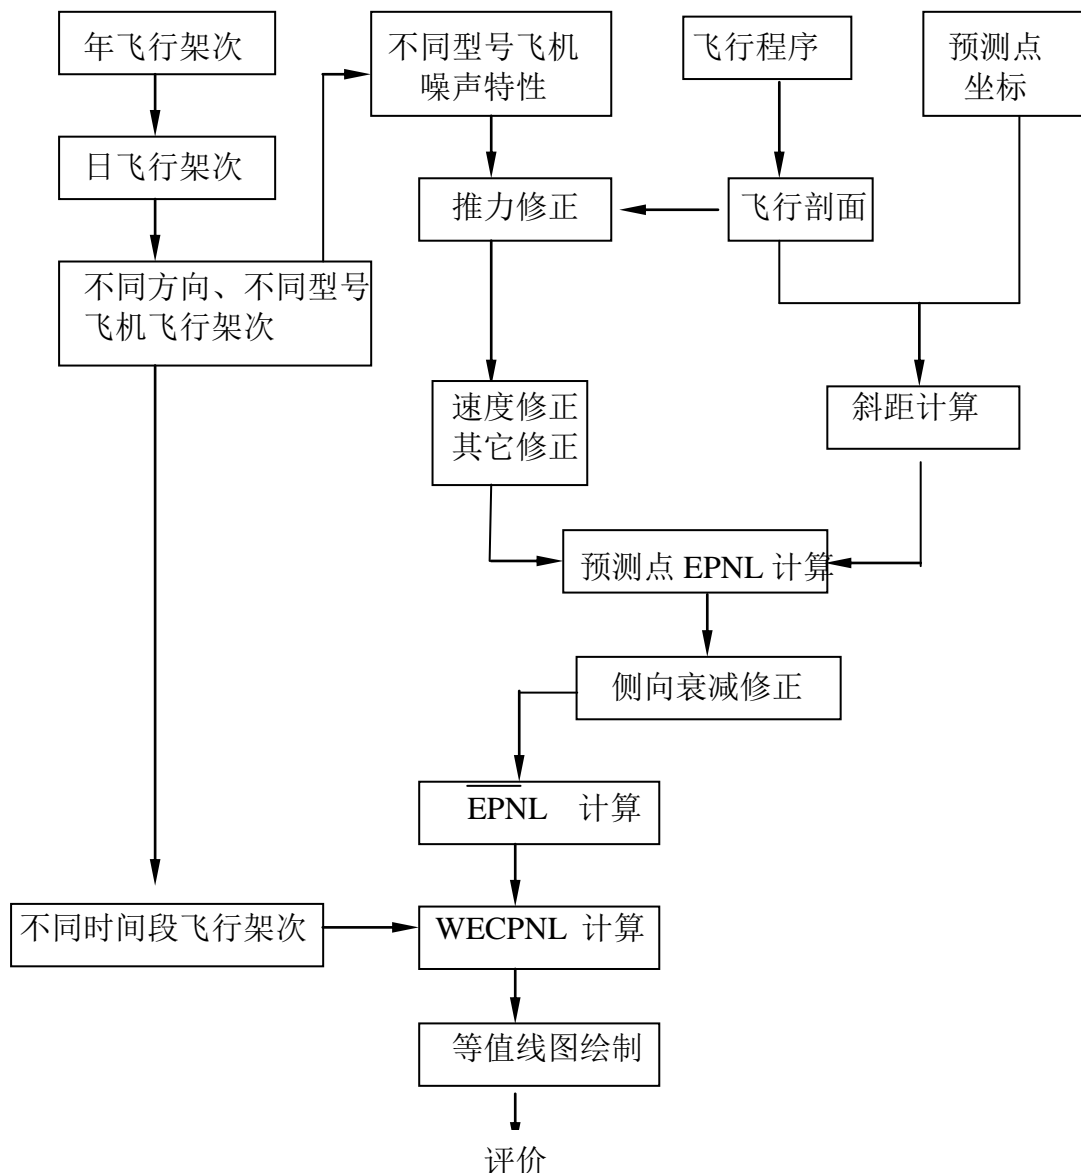 年飞行架次
不同型号飞机
噪声特性
飞行程序
预测点
坐标
日飞行架次
推力修正
飞行剖面
不同方向、不同型号
飞机飞行架次
速度修正
其它修正
斜距计算
预测点 EPNL 计算
侧向衰减修正
E̅P̅N̅L̅ 计算
不同时间段飞行架次
WECPNL 计算
等值线图绘制
评价